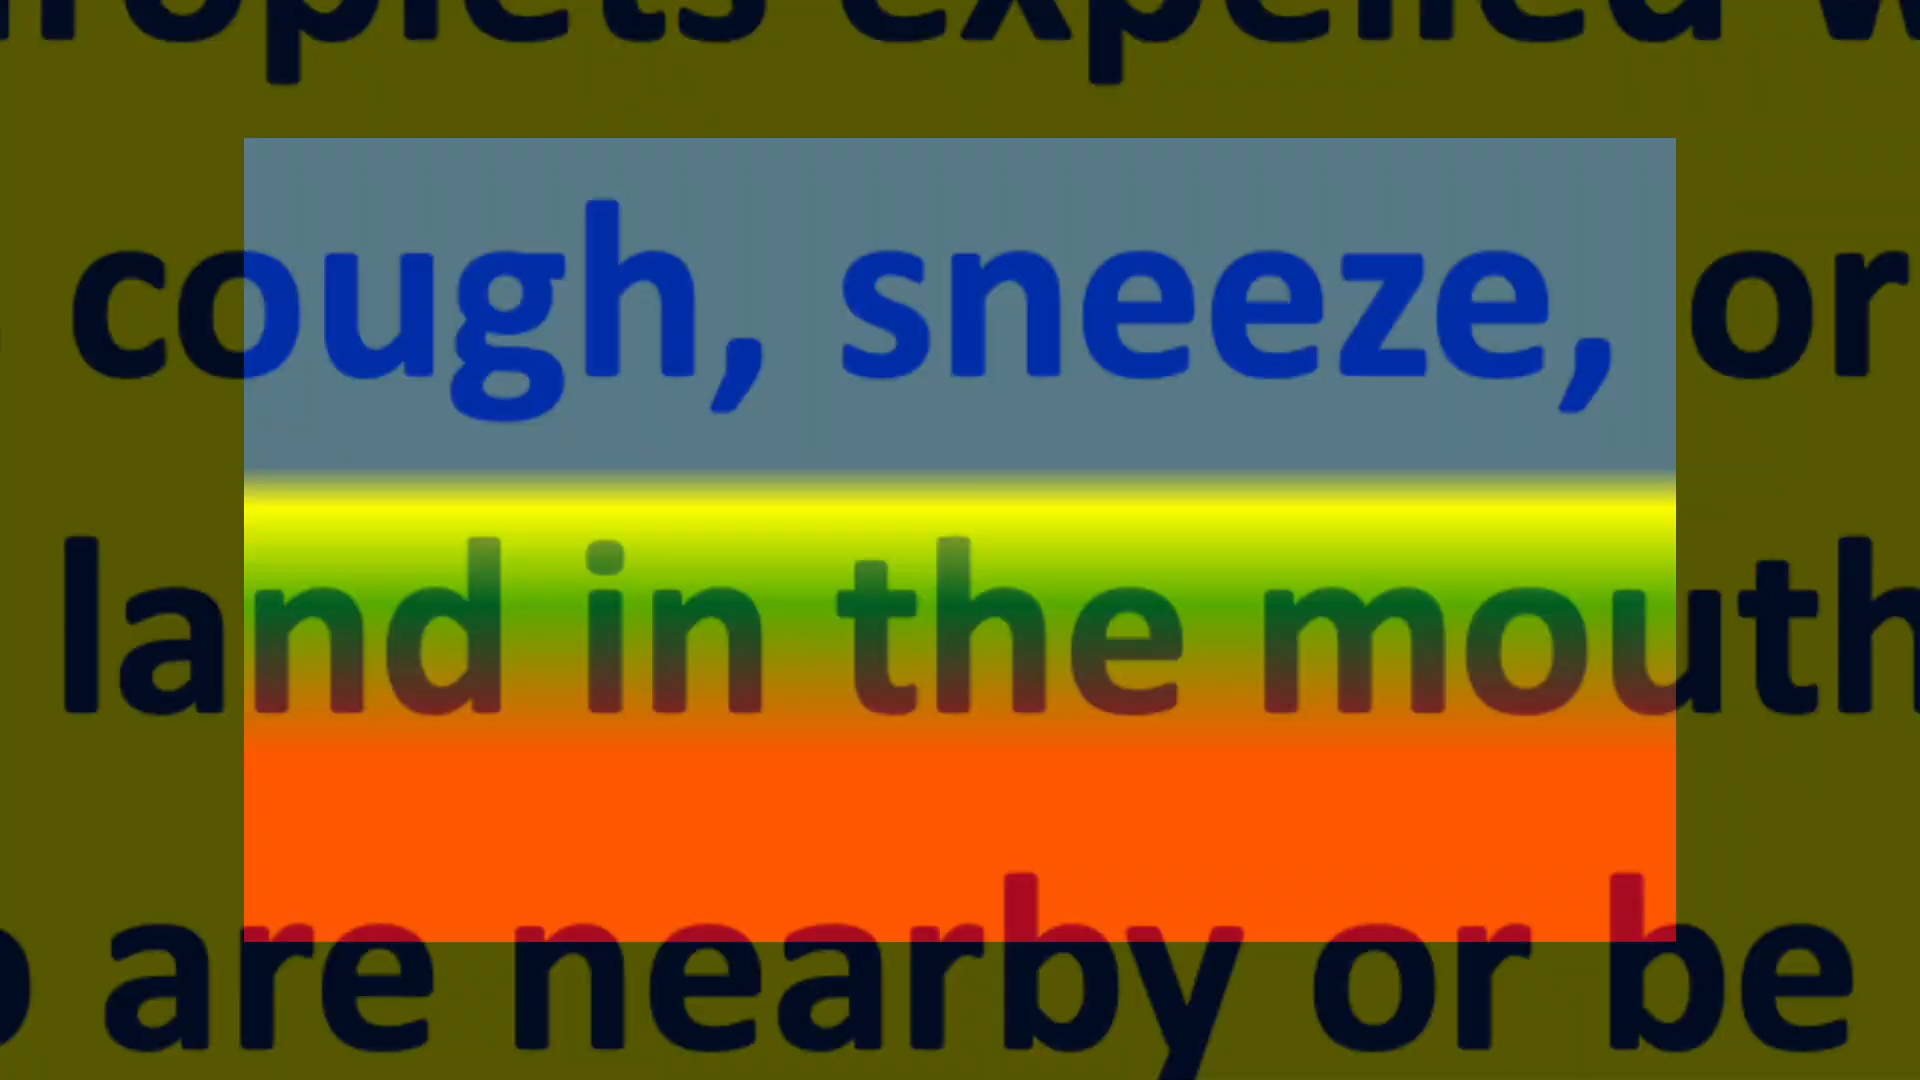 droplets expelled w
cough, sneeze, or
land in the mouth
o are nearby or be